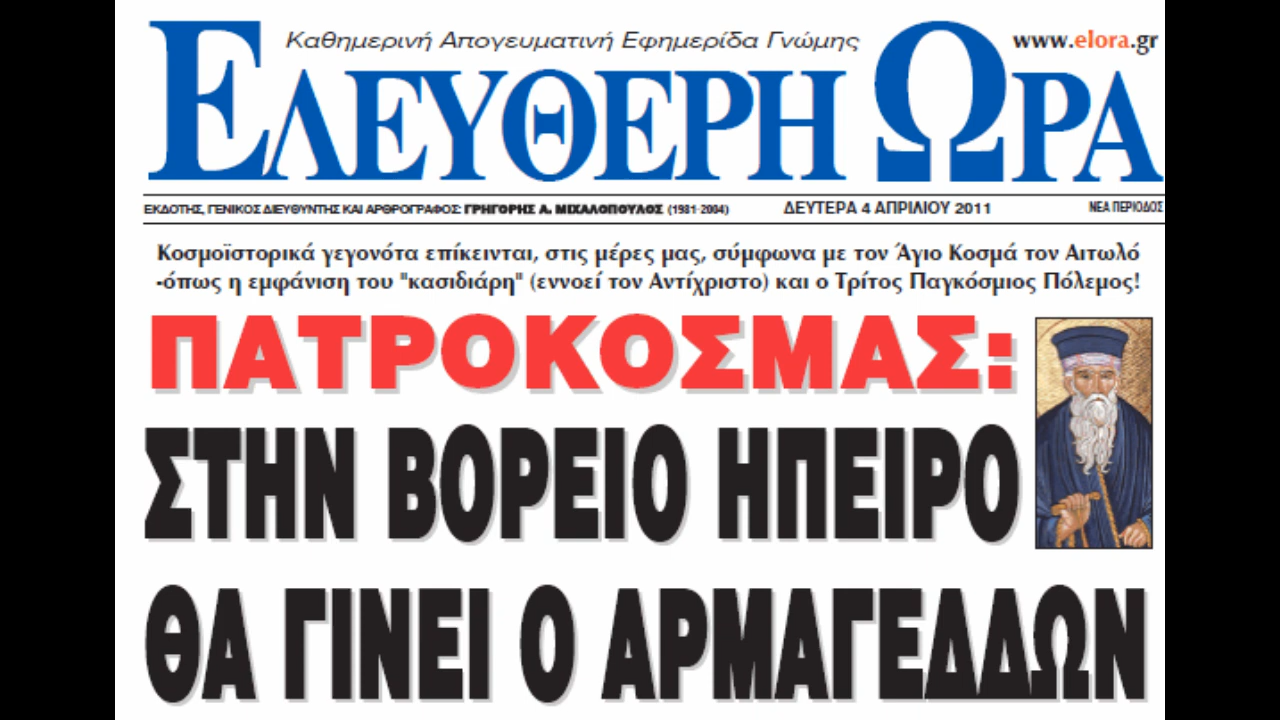 Καθημερινή Απογευματινή Εφημερίδα Γνώμης
www.elora.gr
ΕΛΕΥΘΕΡΗ ΩΡΑ
ΕΚΔΟΤΗΣ, ΓΕΝΙΚΟΣ ΔΙΕΥΘΥΝΤΗΣ ΚΑΙ ΑΡΘΡΟΓΡΑΦΟΣ: ΓΡΗΓΟΡΗΣ Δ. ΜΙΧΑΛΟΠΟΥΛΟΣ (1981-2004) ΔΕΥΤΕΡΑ 4 ΑΠΡΙΛΙΟΥ 2011 ΝΕΑ ΠΕΡΙΟΔΟΣ
Κοσμοϊστορικά γεγονότα επίκεινται, στις μέρες μας, σύμφωνα με τον Άγιο Κοσμά τον Αιτωλό
-όπως η εμφάνιση του "κασιδιάρη" (εννοεί τον Αντίχριστο) και ο Τρίτος Παγκόσμιος Πόλεμος!
ΠΑΤΡΟΚΟΣΜΑΣ:
ΣΤΗΝ ΒΟΡΕΙΟ ΗΠΕΙΡΟ
ΘΑ ΓΙΝΕΙ Ο ΑΡΜΑΓΕΔΔΩΝ